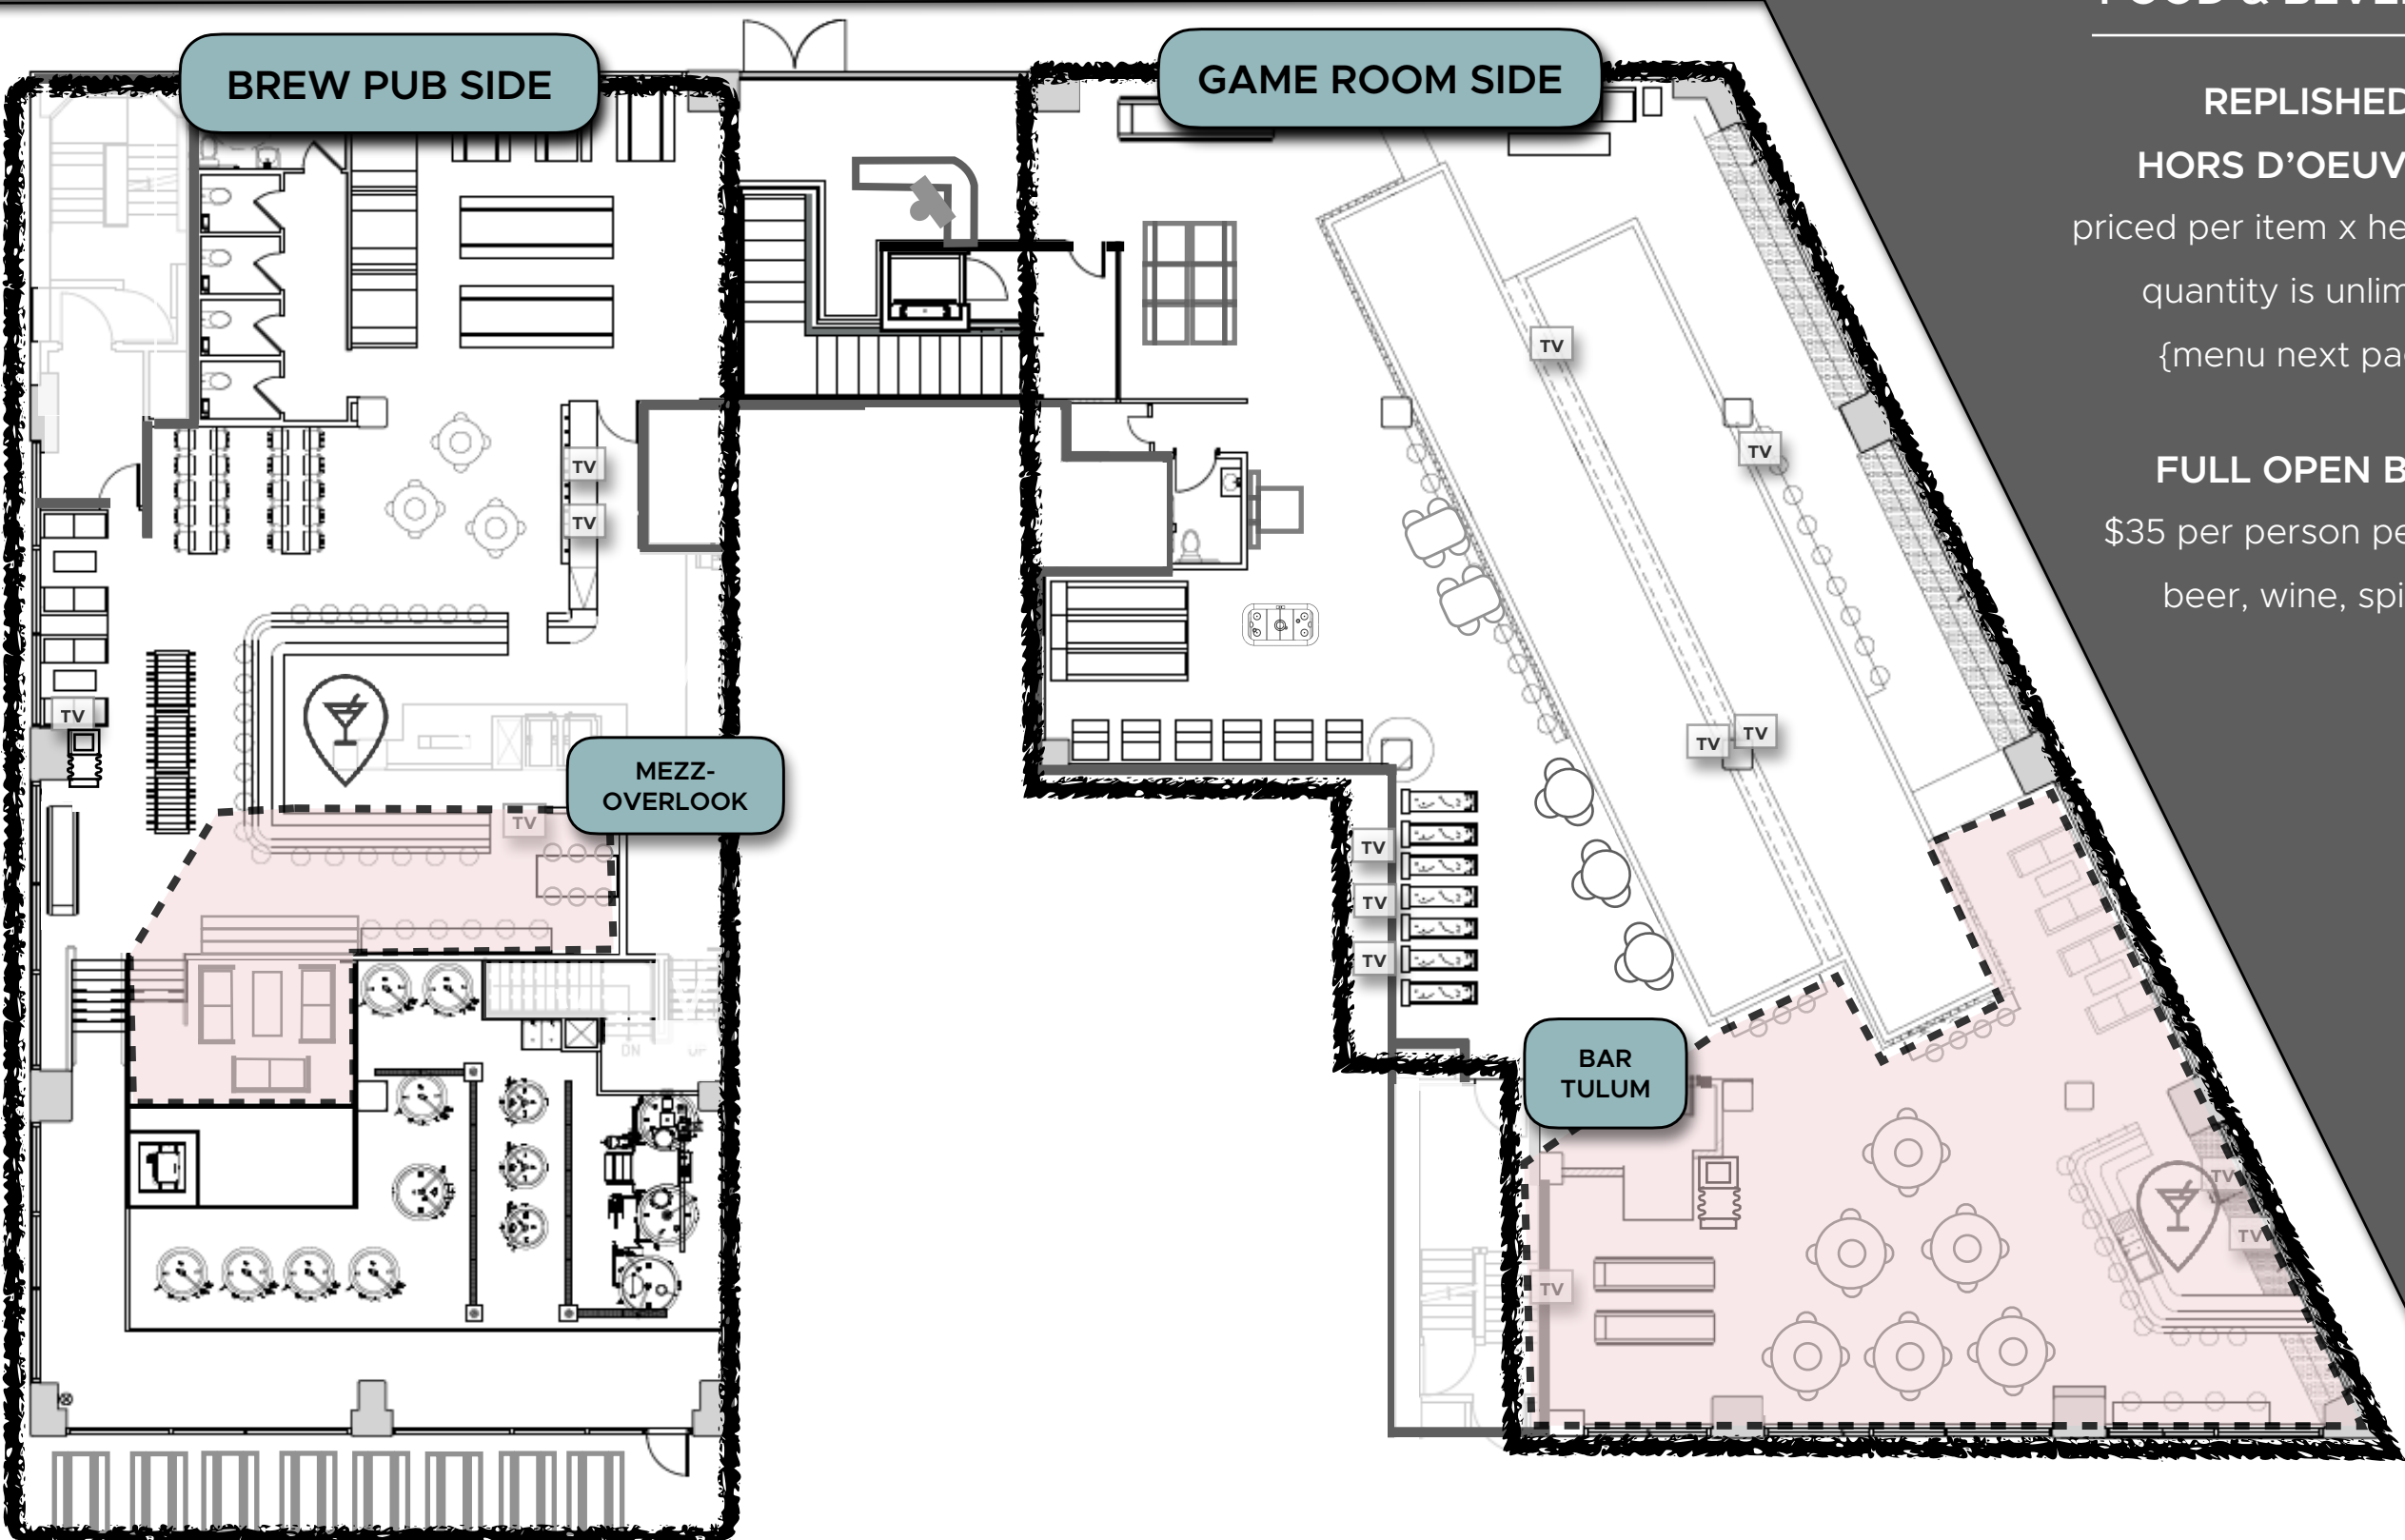 BREW PUB SIDE
GAME ROOM SIDE
REPLISHED
HORS D’OEUV
priced per item x he
quantity is unlim
{menu next pa
FULL OPEN B
$35 per person pe
beer, wine, spi
TV
TV
TV
TV
TV
TV
TV
TV
MEZZ-
OVERLOOK
TV
TV
TV
TV
DN
UP
BAR
TULUM
TV
TV
TV